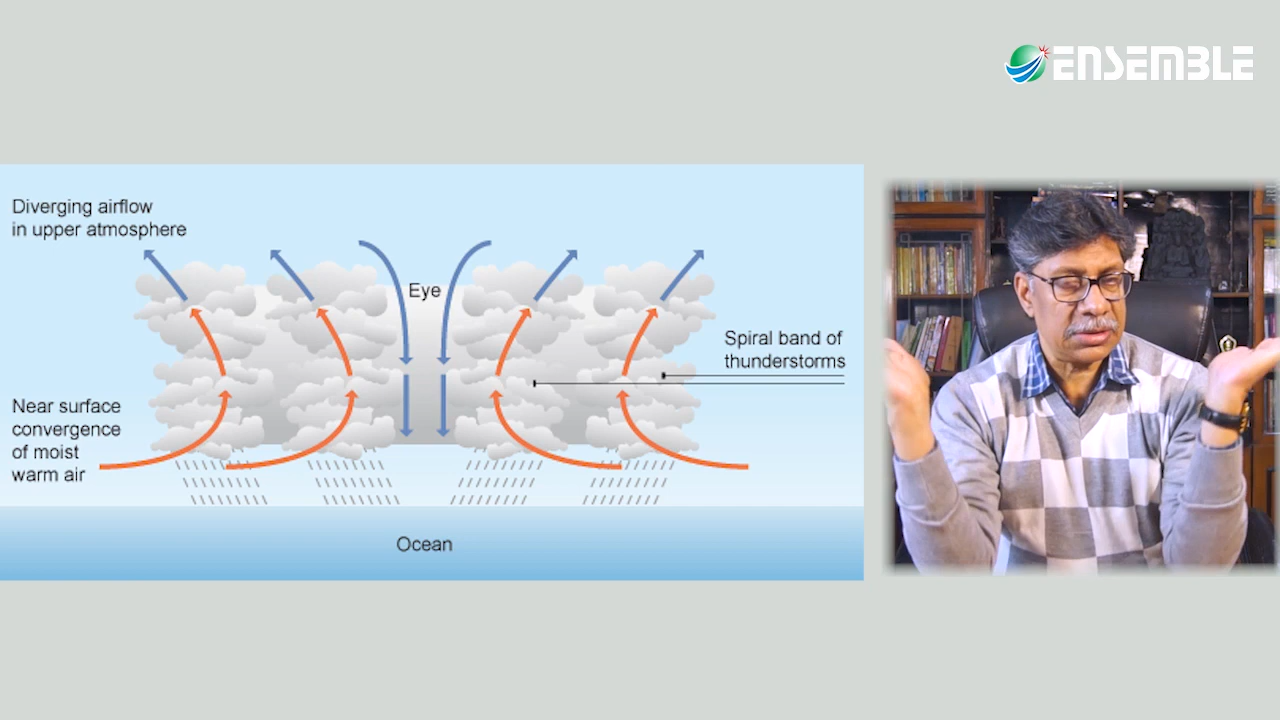 ENSEMBLE
Diverging airflow
in upper atmosphere
Eye
Spiral band of
thunderstorms
Near surface
convergence
of moist
warm air
Ocean